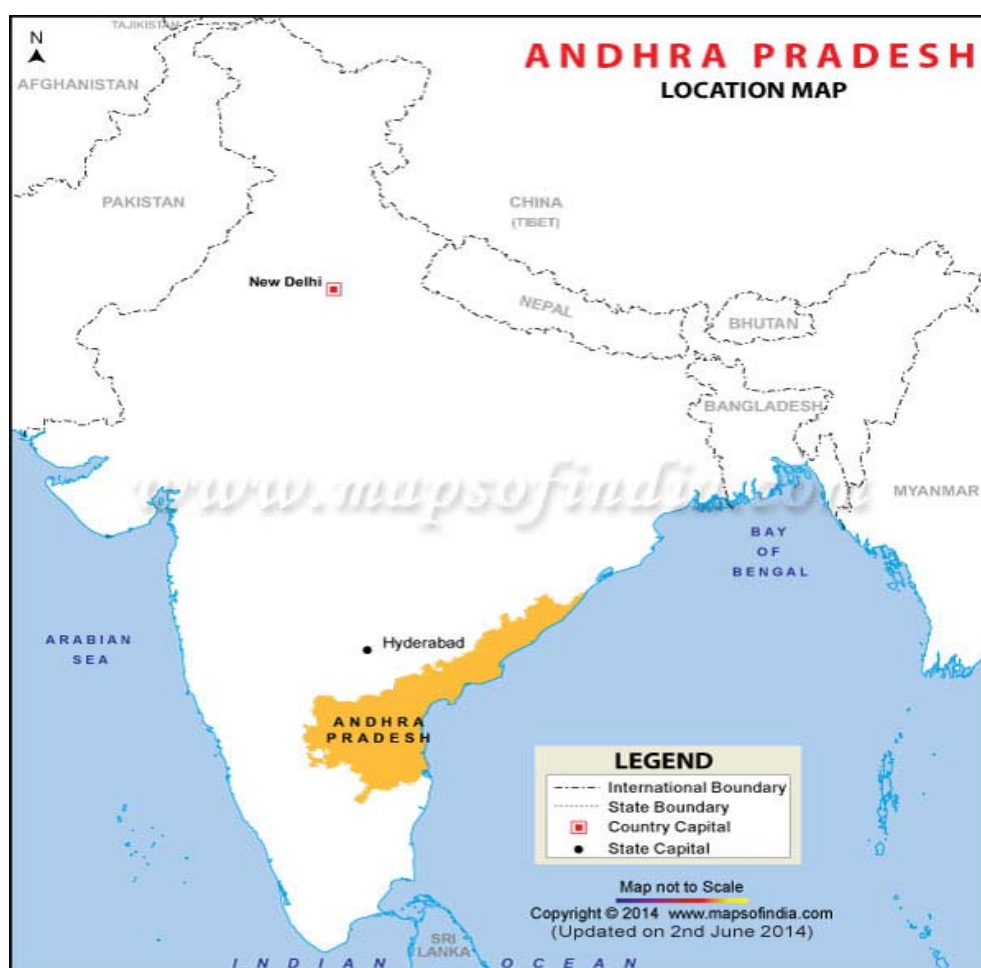 TAJIKISTAN
N
ANDHRA PRADESH
LOCATION MAP
AFGHANISTAN
PAKISTAN
CHINA
(TIBET)
New Delhi
NEPAL
BHUTAN
BANGLADESH
www.mapsofindia.com
MYANMAR
BAY
OF
BENGAL
ARABIAN
SEA
Hyderabad
ANDHRA
PRADESH
LEGEND
International Boundary
State Boundary
Country Capital
State Capital
Map not to Scale
Copyright © 2014 www.mapsofindia.com
(Updated on 2nd June 2014)
SRI
LANKA
INDIAN OCEAN